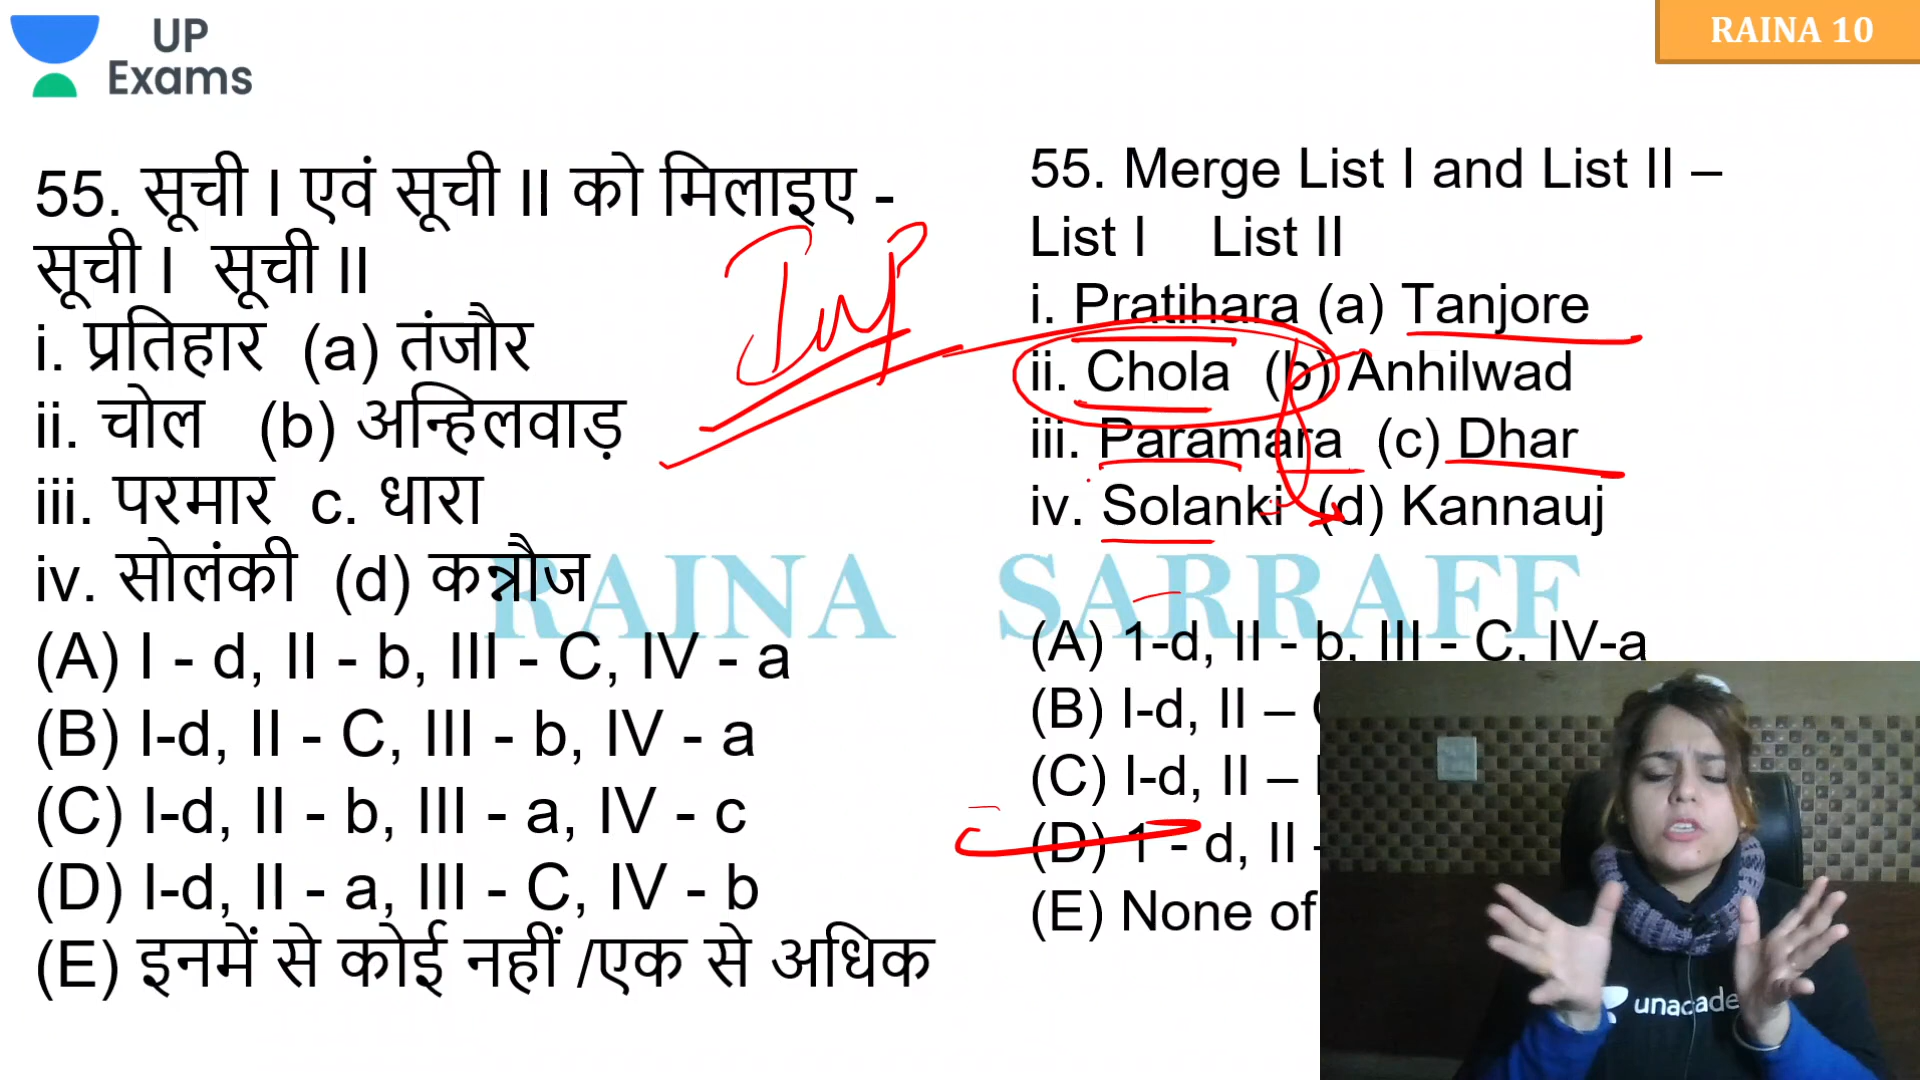 UP
Exams
RAINA 10
55. सूची I एवं सूची II को मिलाइए -
सूची I  सूची II
i. प्रतिहार  (a) तंजौर
ii. चोल   (b) अन्हिलवाड़
iii. परमार  c. धारा
iv. सोलंकी  (d) कन्नौज
(A) I - d, II - b, III - C, IV - a
(B) I-d, II - C, III - b, IV - a
(C) I-d, II - b, III - a, IV - c
(D) I-d, II - a, III - C, IV - b
(E) इनमें से कोई नहीं /एक से अधिक
Imp
55. Merge List I and List II –
List I    List II
i. Pratihara (a) Tanjore
ii. Chola  (b) Anhilwad
iii. Paramara  (c) Dhar
iv. Solanki  (d) Kannauj
(A) 1-d, II - b, III - C, IV-a
(B) I-d, II –
(C) I-d, II –
(D) 1 - d, II -
(E) None of
RAINA SARRAFF
unacade